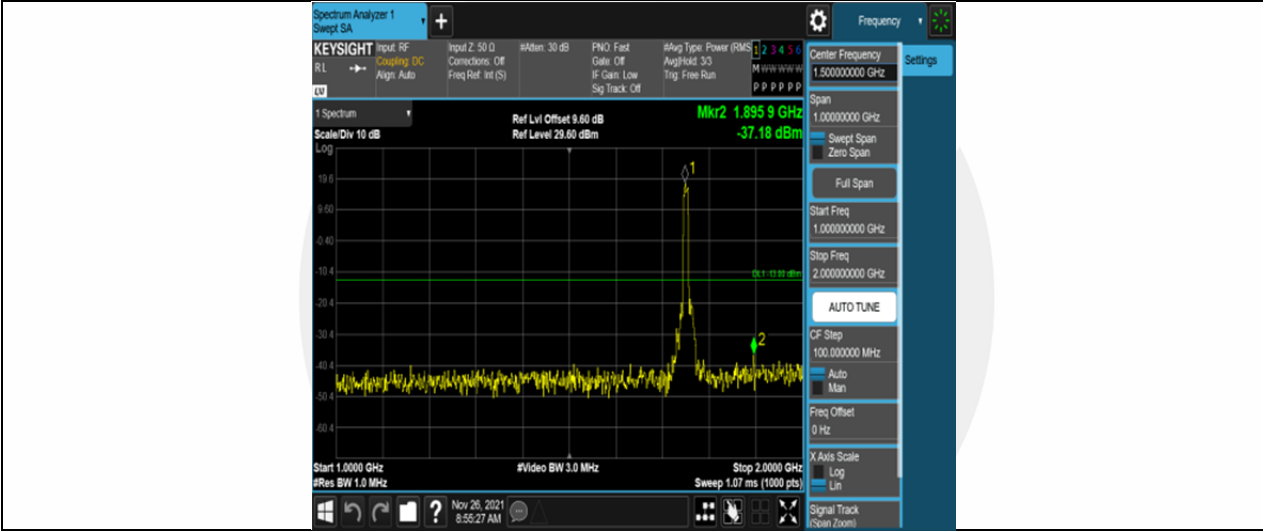 Spectrum Analyzer 1
Swept SA
+
Frequency
KEYSIGHT
RL
Input: RF
Coupling: DC
Align: Auto
Input Z: 50 Ω
Corrections: Off
Freq Ref: Int (S)
#Atten: 30 dB
PNO: Fast
Gate: Off
IF Gain: Low
Sig Track: Off
#Avg Type: Power (RMS
Avg|Hold: 3/3
Trig: Free Run
1 2 3 4 5 6
M W W W W W
P P P P P P
1 Spectrum
Scale/Div 10 dB
Ref Lvl Offset 9.60 dB
Ref Level 29.60 dBm
Mkr2 1.895 9 GHz
-37.18 dBm
Log
19.6
9.60
-0.40
-10.4
-20.4
-30.4
-40.4
-50.4
-60.4
1
DL1 -13.00 dBm
2
Start 1.0000 GHz
#Res BW 1.0 MHz
#Video BW 3.0 MHz
Stop 2.0000 GHz
Sweep 1.07 ms (1000 pts)
?
Nov 26, 2021
8:55:27 AM
Center Frequency
1.500000000 GHz
Settings
Span
1.00000000 GHz
Swept Span
Zero Span
Full Span
Start Freq
1.000000000 GHz
Stop Freq
2.000000000 GHz
AUTO TUNE
CF Step
100.000000 MHz
Auto
Man
Freq Offset
0 Hz
X Axis Scale
Log
Lin
Signal Track
(Span Zoom)